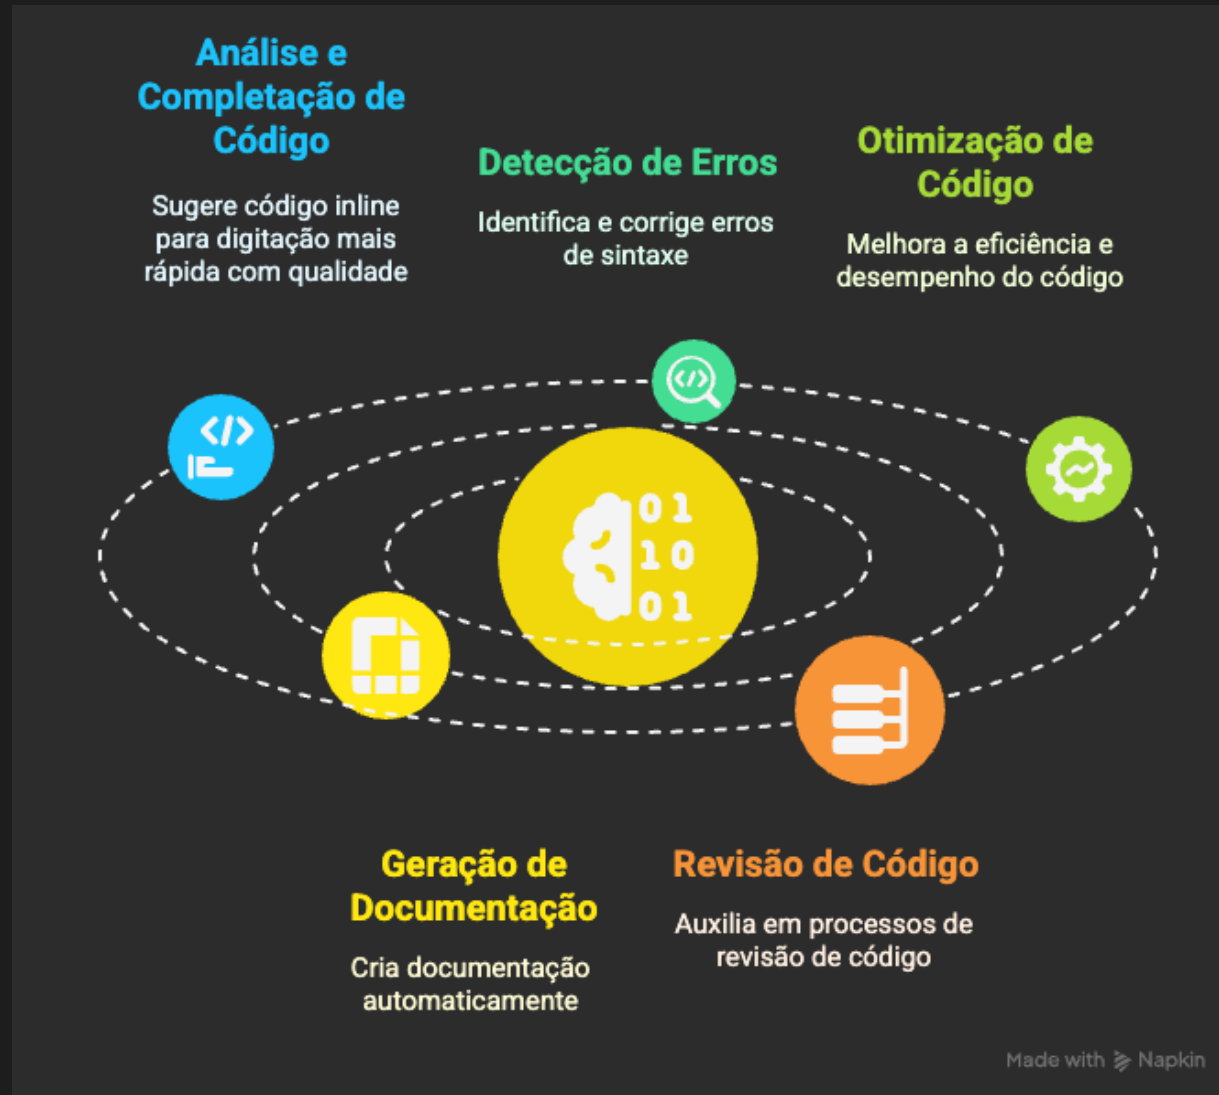 Análise e
Completação de
Código
Sugere código inline
para digitação mais
rápida com qualidade
Detecção de Erros
Identifica e corrige erros
de sintaxe
Otimização de
Código
Melhora a eficiência e
desempenho do código
</>
</>
01
10
01
Geração de
Documentação
Cria documentação
automaticamente
Revisão de Código
Auxilia em processos de
revisão de código
Made with Napkin